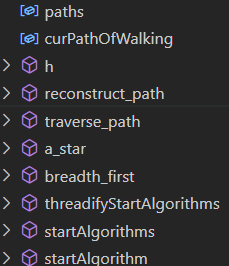 paths
curPathOfWalking
h
reconstruct_path
traverse_path
a_star
breadth_first
threadifyStartAlgorithms
startAlgorithms
startAlgorithm